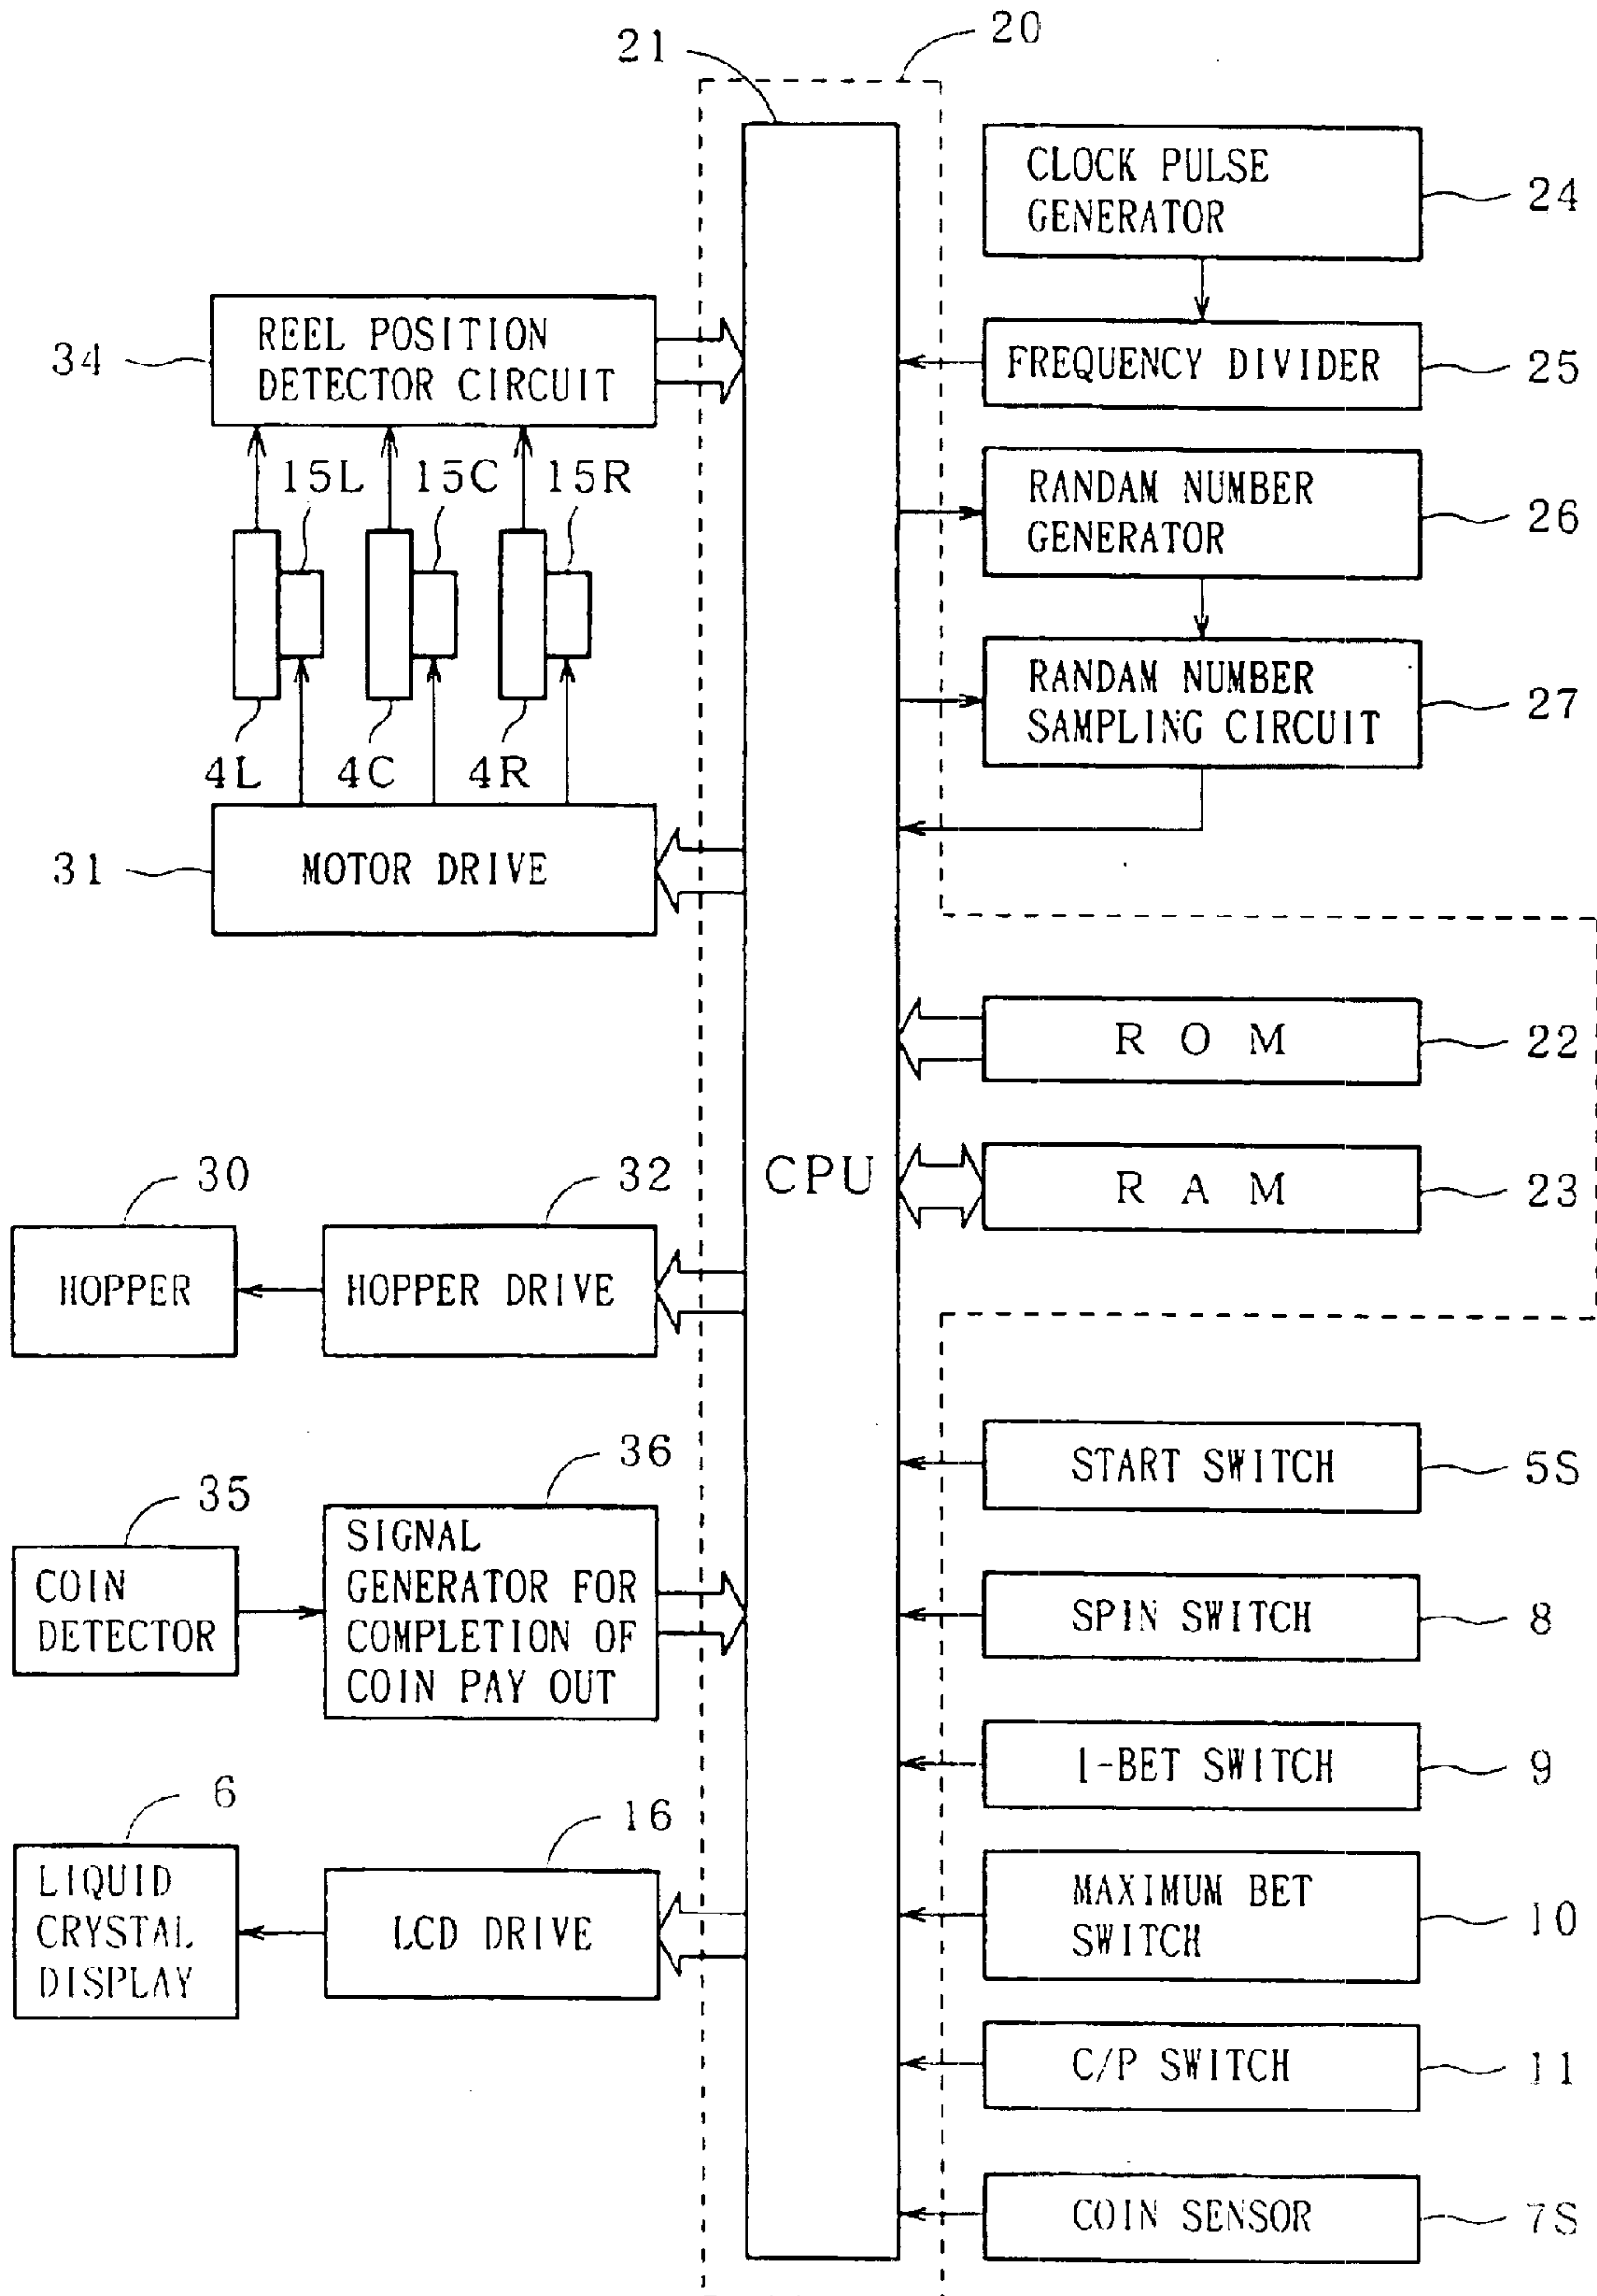 20
21
CLOCK PULSE
GENERATOR
24
REEL POSITION
DETECTOR CIRCUIT
34
FREQUENCY DIVIDER
25
15L
15C
15R
RANDAM NUMBER
GENERATOR
26
RANDAM NUMBER
SAMPLING CIRCUIT
27
4L
4C
4R
31
MOTOR DRIVE
ROM
22
CPU
RAM
23
30
32
HOPPER
HOPPER DRIVE
START SWITCH
5S
35
36
COIN
DETECTOR
SIGNAL
GENERATOR FOR
COMPLETION OF
COIN PAY OUT
SPIN SWITCH
8
1-BET SWITCH
9
6
16
LIQUID
CRYSTAL
DISPLAY
LCD DRIVE
MAXIMUM BET
SWITCH
10
C/P SWITCH
11
COIN SENSOR
7S